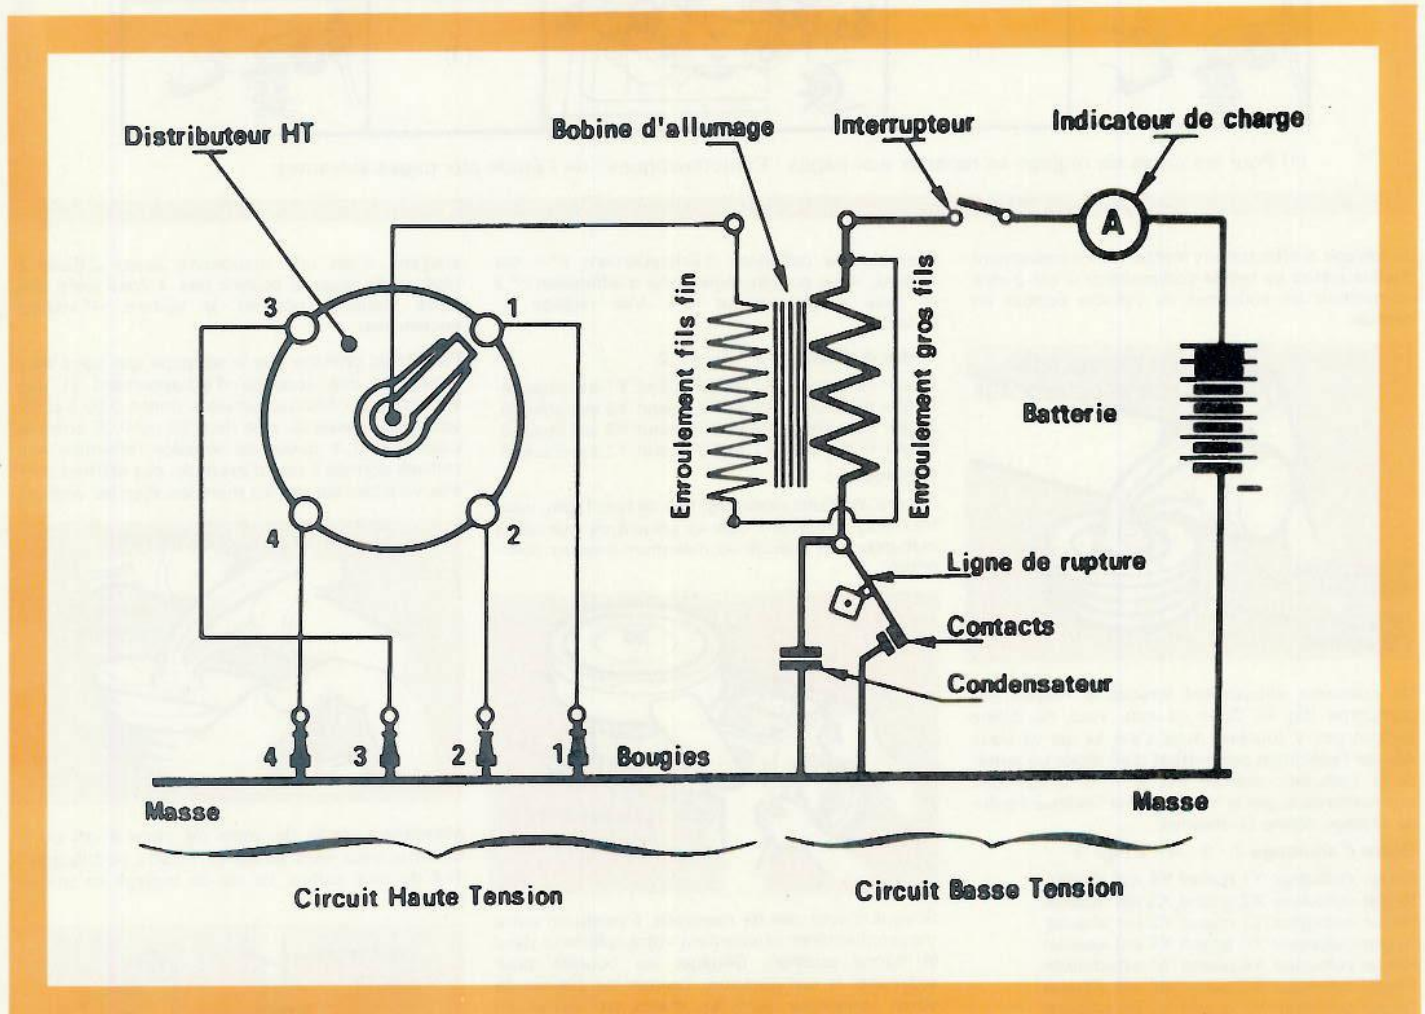 Distributeur HT
Bobine d'allumage
Interrupteur
Indicateur de charge
A
3
1
4
2
Enroulement fils fin
Enroulement gros fils
Batterie
Ligne de rupture
Contacts
Condensateur
4
3
2
1
Bougies
Masse
Masse
Circuit Haute Tension
Circuit Basse Tension